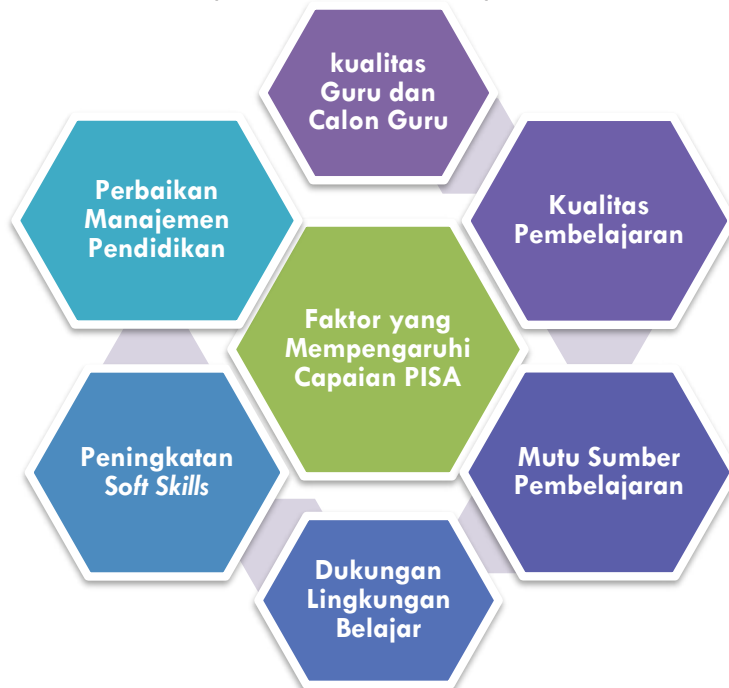 kualitas
Guru dan
Calon Guru
Perbaikan
Manajemen
Pendidikan
Kualitas
Pembelajaran
Faktor yang
Mempengaruhi
Capaian PISA
Peningkatan
Soft Skills
Mutu Sumber
Pembelajaran
Dukungan
Lingkungan
Belajar